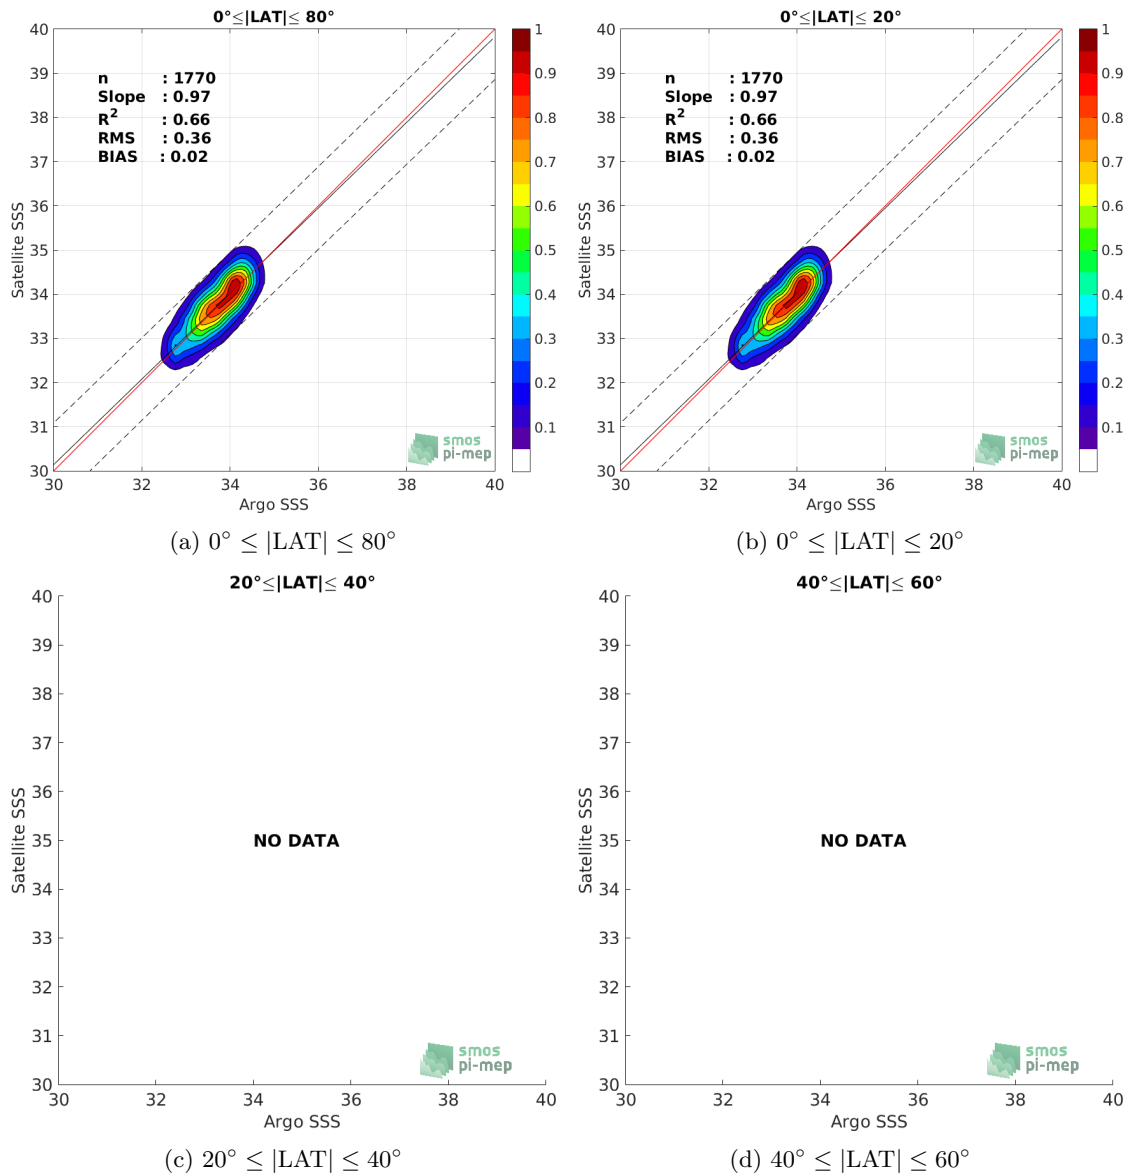 0°≤|LAT|≤ 80°
40
39
38
37
36
35
34
33
32
31
30
Satellite SSS
n : 1770
Slope : 0.97
R² : 0.66
RMS : 0.36
BIAS : 0.02
smos
pi-mep
30 32 34 36 38 40
Argo SSS
1
0.9
0.8
0.7
0.6
0.5
0.4
0.3
0.2
0.1
(a) 0° ≤ |LAT| ≤ 80°
0°≤|LAT|≤ 20°
40
39
38
37
36
35
34
33
32
31
30
Satellite SSS
n : 1770
Slope : 0.97
R² : 0.66
RMS : 0.36
BIAS : 0.02
smos
pi-mep
30 32 34 36 38 40
Argo SSS
1
0.9
0.8
0.7
0.6
0.5
0.4
0.3
0.2
0.1
(b) 0° ≤ |LAT| ≤ 20°
20°≤|LAT|≤ 40°
40
39
38
37
36
35
34
33
32
31
30
Satellite SSS
NO DATA
smos
pi-mep
30 32 34 36 38 40
Argo SSS
(c) 20° ≤ |LAT| ≤ 40°
40°≤|LAT|≤ 60°
40
39
38
37
36
35
34
33
32
31
30
Satellite SSS
NO DATA
smos
pi-mep
30 32 34 36 38 40
Argo SSS
(d) 40° ≤ |LAT| ≤ 60°